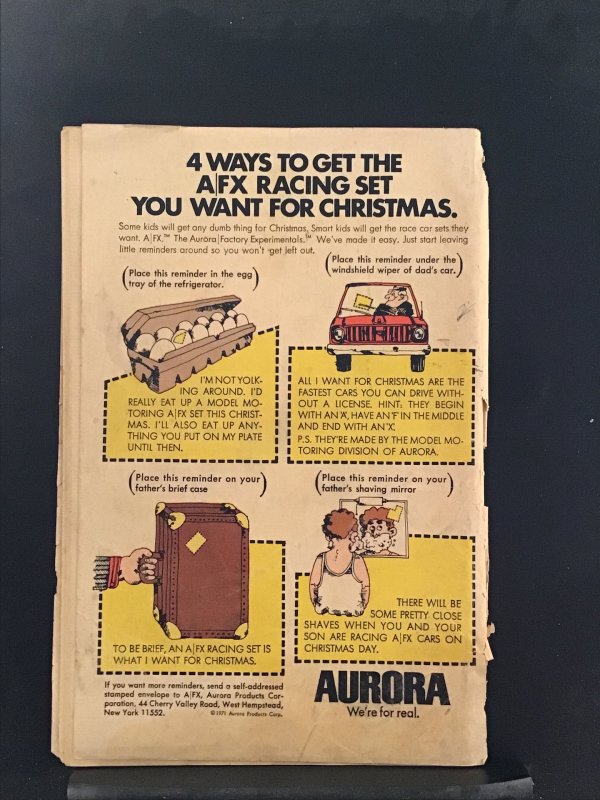 4 WAYS TO GET THE
A|FX RACING SET
YOU WANT FOR CHRISTMAS.
Some kids will get any dumb thing for Christmas. Smart kids will get the race car sets they
want. A|FX.™ The Aurora|Factory Experimentals.™ We've made it easy. Just start leaving
little reminders around so you won't get left out.
(Place this reminder in the egg
tray of the refrigerator.)
(Place this reminder under the
windshield wiper of dad's car.)
I'M NOT YOLK-
ING AROUND. I'D
REALLY EAT UP A MODEL MO-
TORING A|FX SET THIS CHRIST-
MAS. I'LL ALSO EAT UP ANY-
THING YOU PUT ON MY PLATE
UNTIL THEN.
ALL I WANT FOR CHRISTMAS ARE THE
FASTEST CARS YOU CAN DRIVE WITH-
OUT A LICENSE. HINT: THEY BEGIN
WITH AN 'A', HAVE AN 'F' IN THE MIDDLE
AND END WITH AN 'X'.
P.S. THEY'RE MADE BY THE MODEL MO-
TORING DIVISION OF AURORA.
(Place this reminder on your
father's brief case)
(Place this reminder on your
father's shaving mirror)
TO BE BRIEF, AN A|FX RACING SET IS
WHAT I WANT FOR CHRISTMAS.
THERE WILL BE
SOME PRETTY CLOSE
SHAVES WHEN YOU AND YOUR
SON ARE RACING A|FX CARS ON
CHRISTMAS DAY.
If you want more reminders, send a self-addressed
stamped envelope to A|FX, Aurora Products Cor-
poration, 44 Cherry Valley Road, West Hempstead,
New York 11552. © 1971 Aurora Products Corp.
AURORA
We're for real.